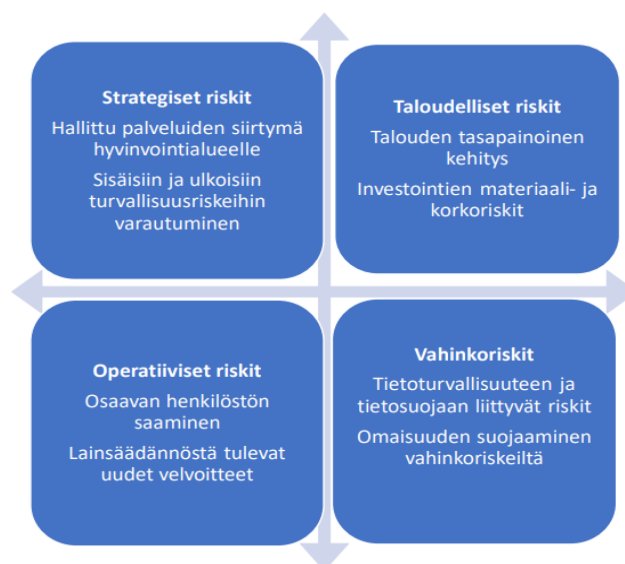 Strategiset riskit
Hallittu palveluiden siirtymä
hyvinvointialueelle
Sisäisiin ja ulkoisiin
turvallisuusriskeihin
varautuminen
Taloudelliset riskit
Talouden tasapainoinen
kehitys
Investointien materiaali- ja
korkoriskit
Operatiiviset riskit
Osaavan henkilöstön
saaminen
Lainsäädännöstä tulevat
uudet velvoitteet
Vahinkoriskit
Tietoturvallisuuteen ja
tietosuojaan liittyvät riskit
Omaisuuden suojaaminen
vahinkoriskeiltä